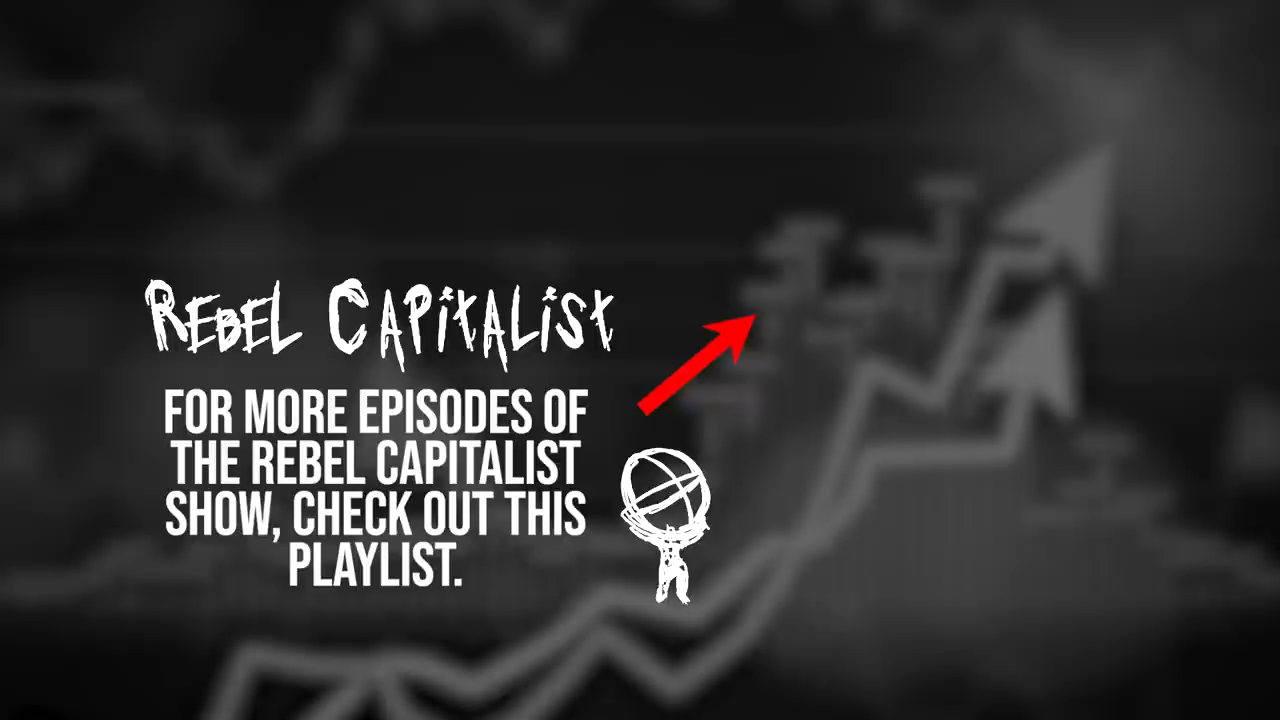 REBEL CAPITALIST
FOR MORE EPISODES OF
THE REBEL CAPITALIST
SHOW, CHECK OUT THIS
PLAYLIST.